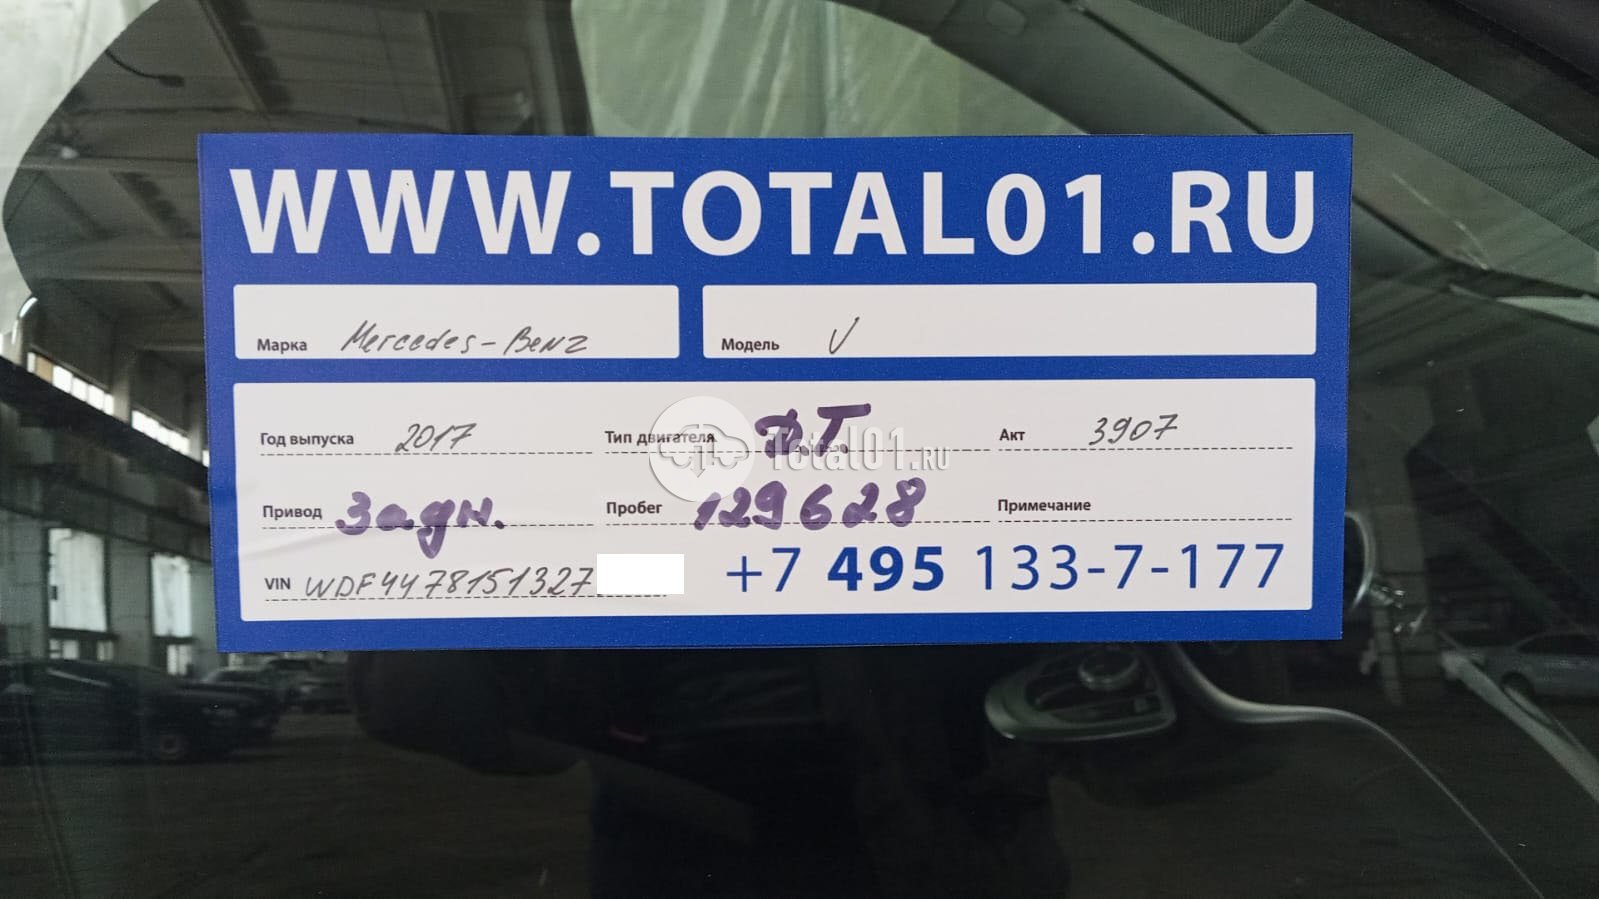 WWW.TOTAL01.RU
Марка Mercedes-Benz Модель V
Год выпуска 2017 Тип двигателя Д.Т. Акт 3907
Total01.RU
Привод Задн. Пробег 129628 Примечание
VIN WDF4478151327 +7 495 133-7-177